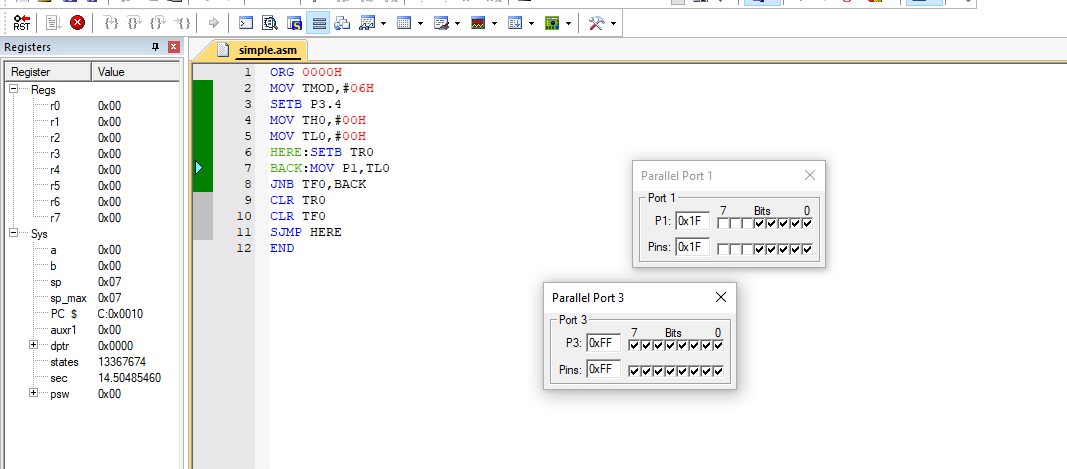 RST
Registers
simple.asm
Register Value
Regs
r0 0x00
r1 0x00
r2 0x00
r3 0x00
r4 0x00
r5 0x00
r6 0x00
r7 0x00
Sys
a 0x00
b 0x00
sp 0x07
sp_max 0x07
PC $ C:0x0010
auxr1 0x00
dptr 0x0000
states 13367674
sec 14.50485460
psw 0x00
1 ORG 0000H
2 MOV TMOD,#06H
3 SETB P3.4
4 MOV TH0,#00H
5 MOV TL0,#00H
6 HERE:SETB TR0
7 BACK:MOV P1,TL0
8 JNB TF0,BACK
9 CLR TR0
10 CLR TF0
11 SJMP HERE
12 END
Parallel Port 1
Port 1
7 Bits 0
P1: 0x1F
Pins: 0x1F
Parallel Port 3
Port 3
7 Bits 0
P3: 0xFF
Pins: 0xFF